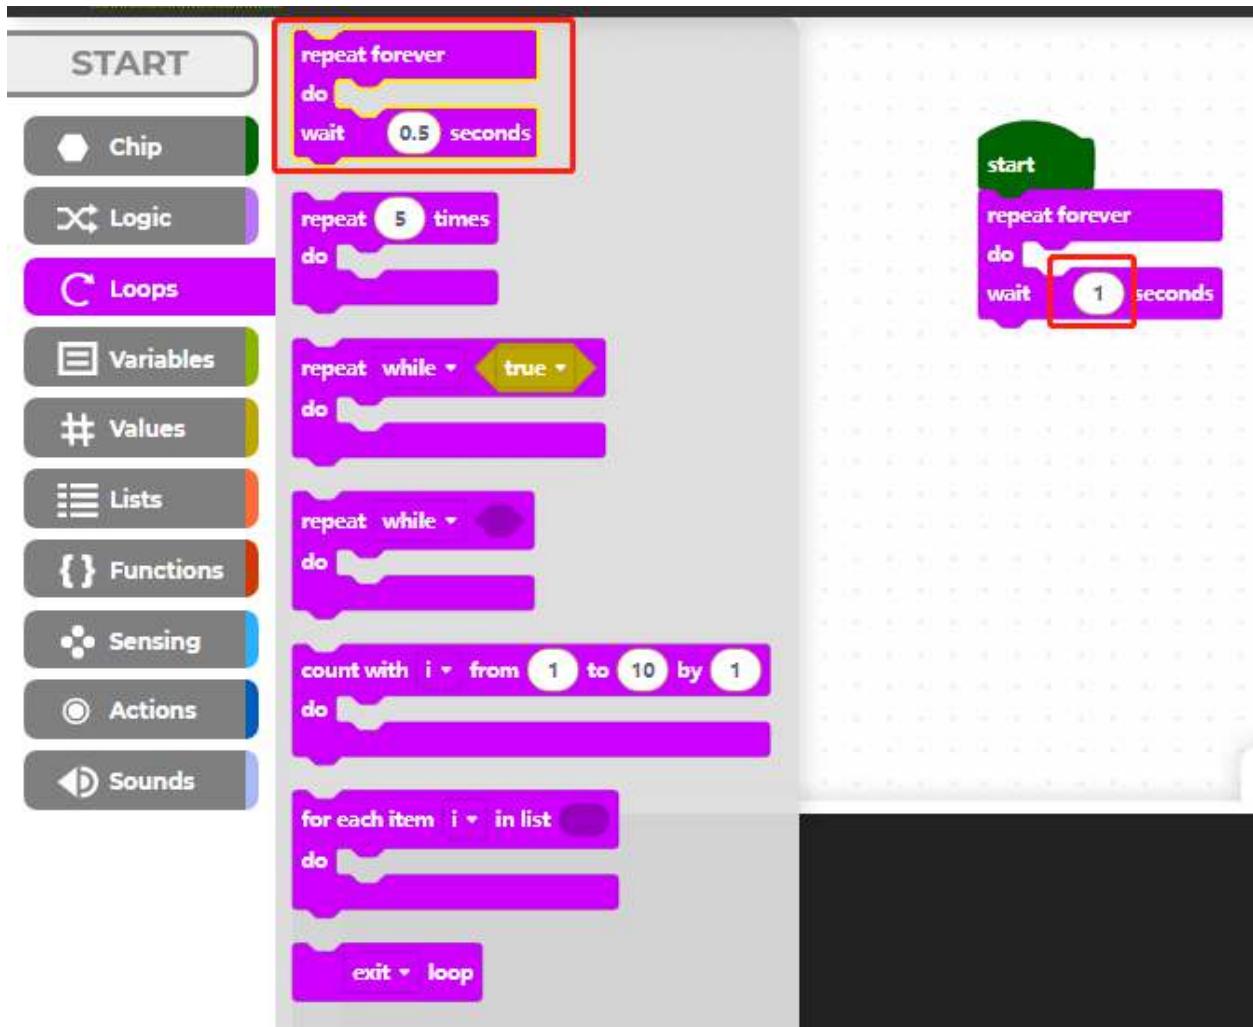 START
Chip
Logic
Loops
Variables
Values
Lists
Functions
Sensing
Actions
Sounds
repeat forever
do
wait 0.5 seconds
repeat 5 times
do
repeat while true
do
repeat while
do
count with i from 1 to 10 by 1
do
for each item i in list
do
exit loop
start
repeat forever
do
wait 1 seconds